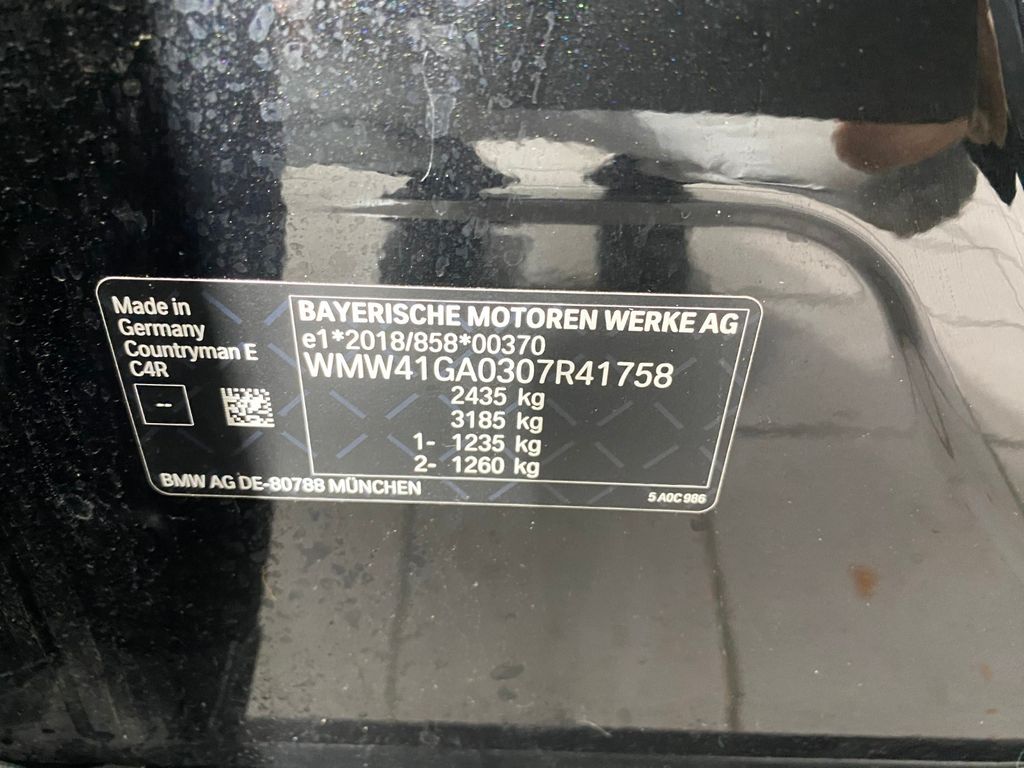 Made in
Germany
Countryman E
C4R
--
BMW AG DE-80788 MÜNCHEN
BAYERISCHE MOTOREN WERKE AG
e1*2018/858*00370
WMW41GA0307R41758
2435 kg
3185 kg
1- 1235 kg
2- 1260 kg
5 A0C 986